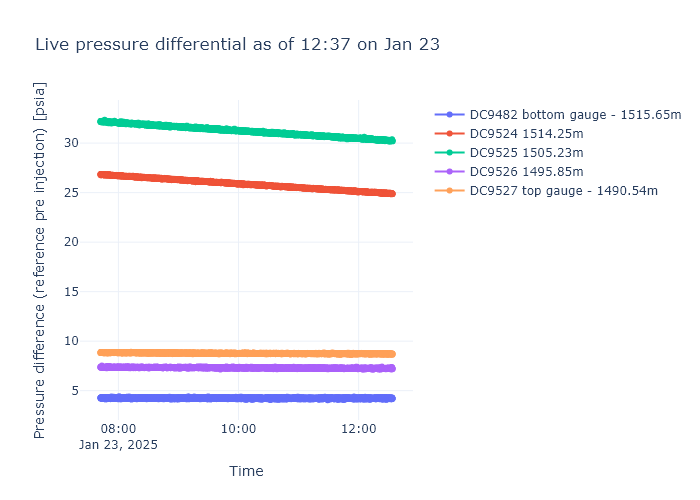 Live pressure differential as of 12:37 on Jan 23
Pressure difference (reference pre injection) [psia]
30
25
20
15
10
5
08:00
Jan 23, 2025
10:00
12:00
Time
DC9482 bottom gauge - 1515.65m
DC9524 1514.25m
DC9525 1505.23m
DC9526 1495.85m
DC9527 top gauge - 1490.54m